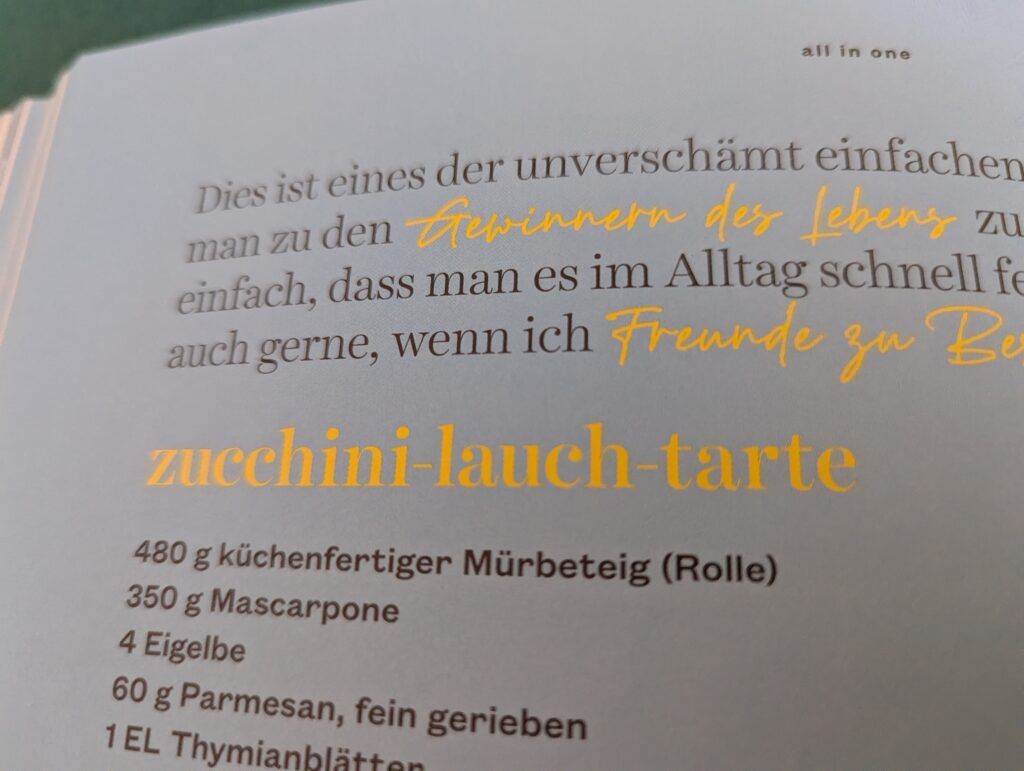 all in one
Dies ist eines der unverschämt einfachen
man zu den Gewinnern des Lebens zu
einfach, dass man es im Alltag schnell
auch gerne, wenn ich Freunde zu
zucchini-lauch-tarte
480 g küchenfertiger Mürbeteig (Rolle)
350 g Mascarpone
4 Eigelbe
60 g Parmesan, fein gerieben
1 EL Thymianblätter